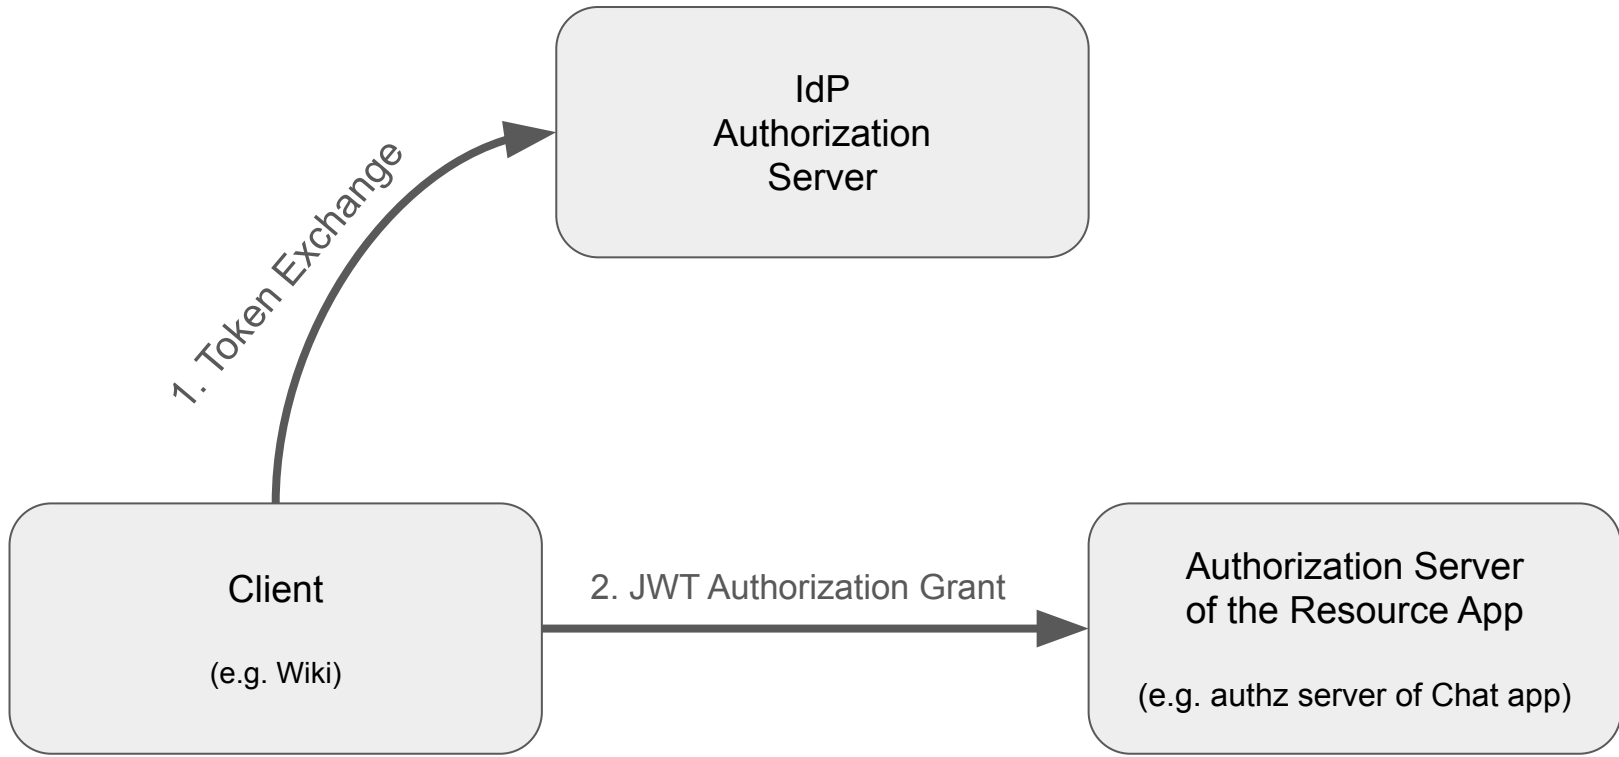 IdP
Authorization
Server
1. Token Exchange
Client
(e.g. Wiki)
2. JWT Authorization Grant
Authorization Server
of the Resource App
(e.g. authz server of Chat app)